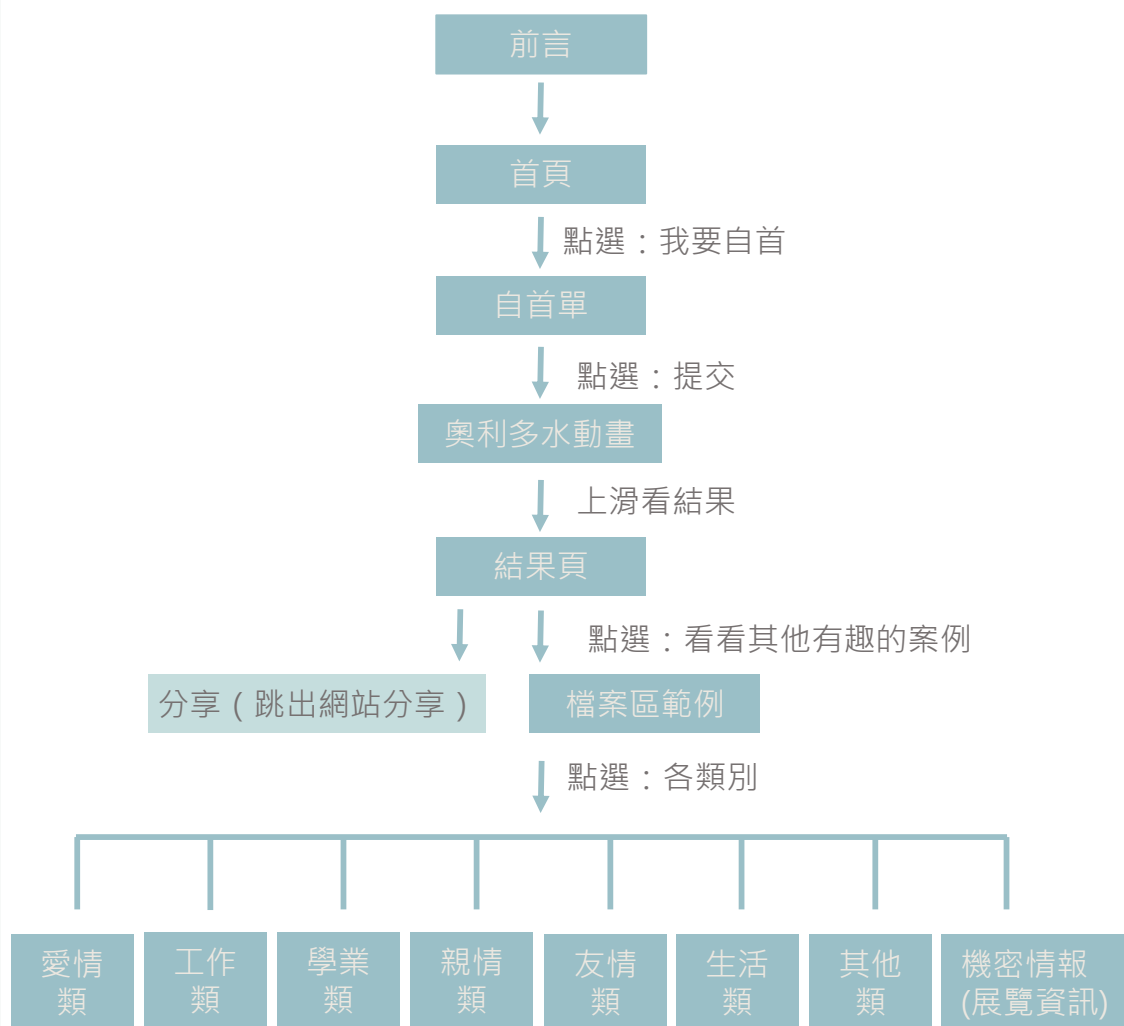 前言
首頁
點選：我要自首
自首單
點選：提交
奧利多水動畫
上滑看結果
結果頁
點選：看看其他有趣的案例
分享（跳出網站分享）
檔案區範例
點選：各類別
愛情
類
工作
類
學業
類
親情
類
友情
類
生活
類
其他
類
機密情報
(展覽資訊)